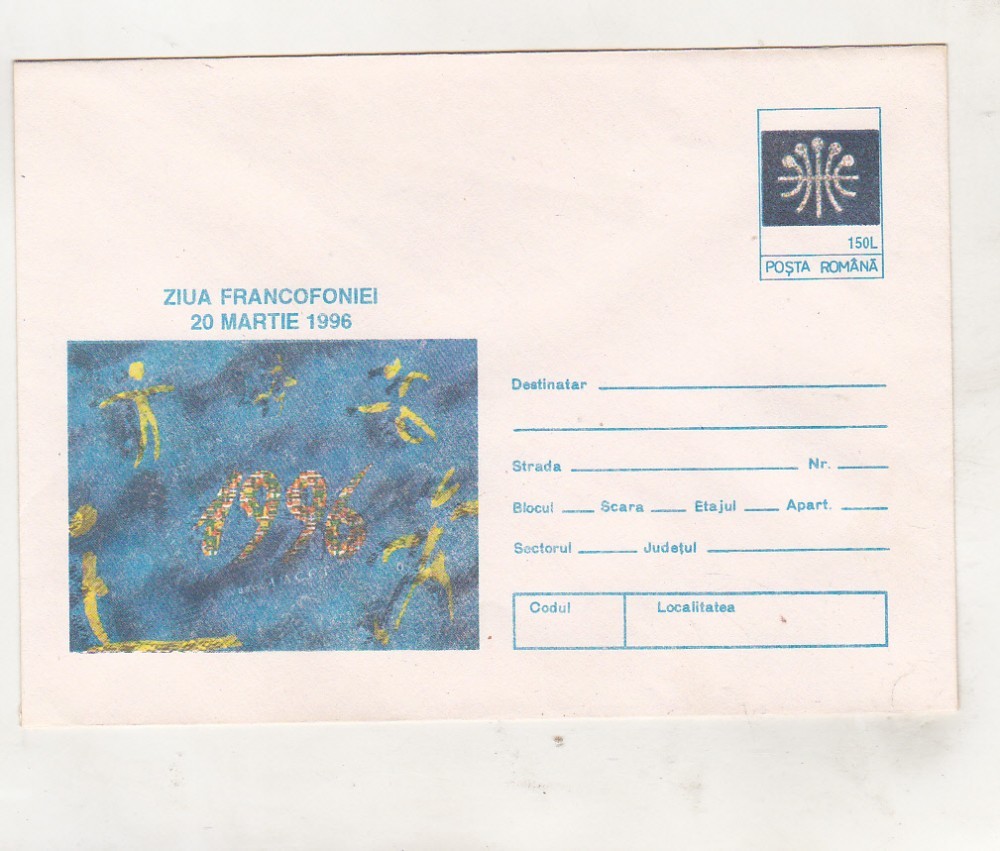 150L
POȘTA ROMÂNĂ
ZIUA FRANCOFONIEI
20 MARTIE 1996
1996
Destinatar
Strada Nr.
Blocul Scara Etajul Apart.
Sectorul Județul
Codul Localitatea